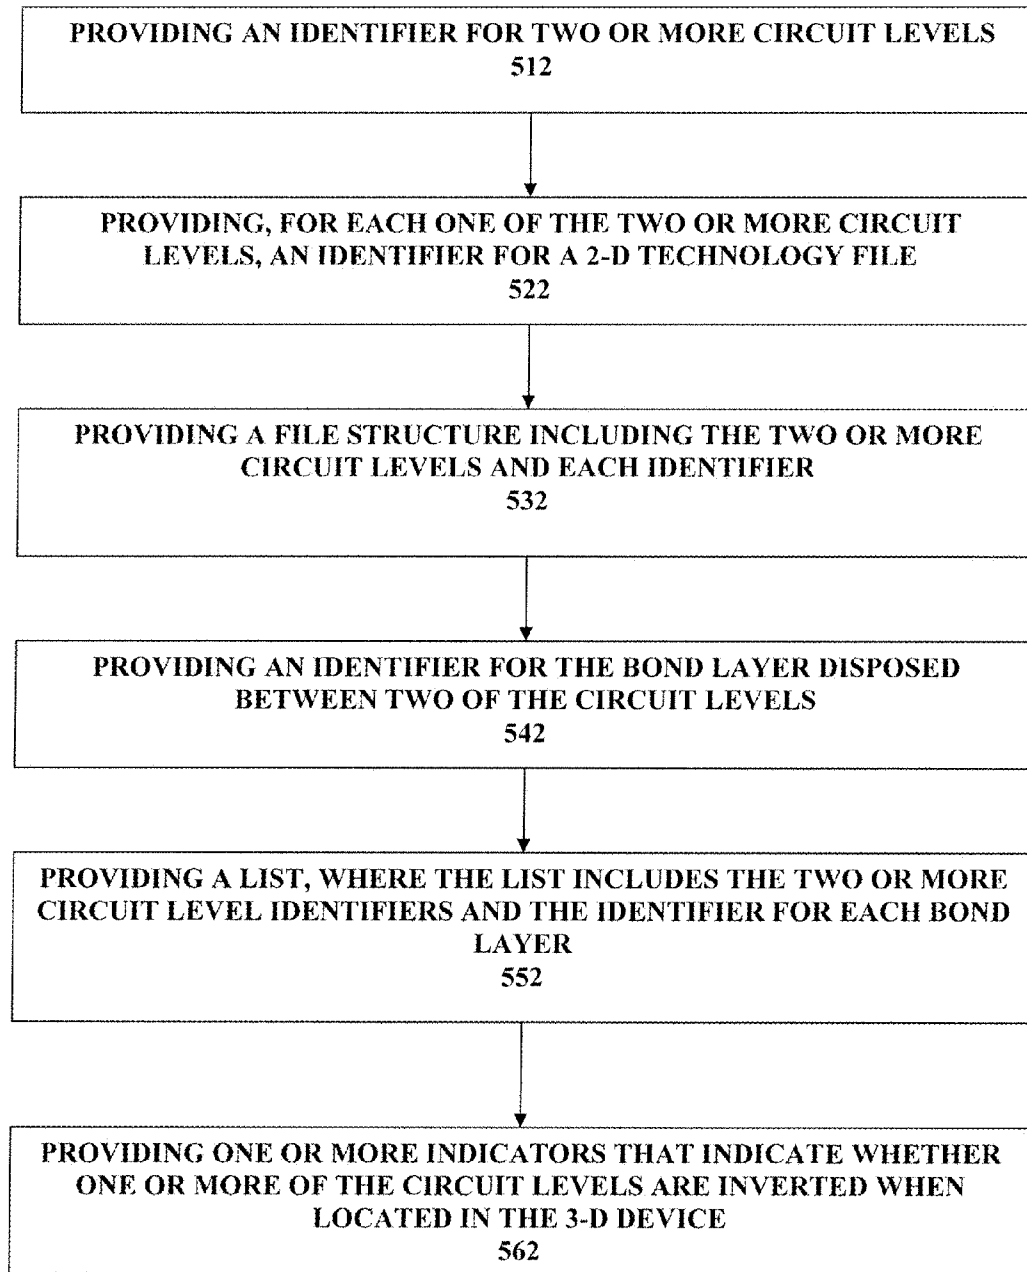 PROVIDING AN IDENTIFIER FOR TWO OR MORE CIRCUIT LEVELS
512
PROVIDING, FOR EACH ONE OF THE TWO OR MORE CIRCUIT
LEVELS, AN IDENTIFIER FOR A 2-D TECHNOLOGY FILE
522
PROVIDING A FILE STRUCTURE INCLUDING THE TWO OR MORE
CIRCUIT LEVELS AND EACH IDENTIFIER
532
PROVIDING AN IDENTIFIER FOR THE BOND LAYER DISPOSED
BETWEEN TWO OF THE CIRCUIT LEVELS
542
PROVIDING A LIST, WHERE THE LIST INCLUDES THE TWO OR MORE
CIRCUIT LEVEL IDENTIFIERS AND THE IDENTIFIER FOR EACH BOND
LAYER
552
PROVIDING ONE OR MORE INDICATORS THAT INDICATE WHETHER
ONE OR MORE OF THE CIRCUIT LEVELS ARE INVERTED WHEN
LOCATED IN THE 3-D DEVICE
562